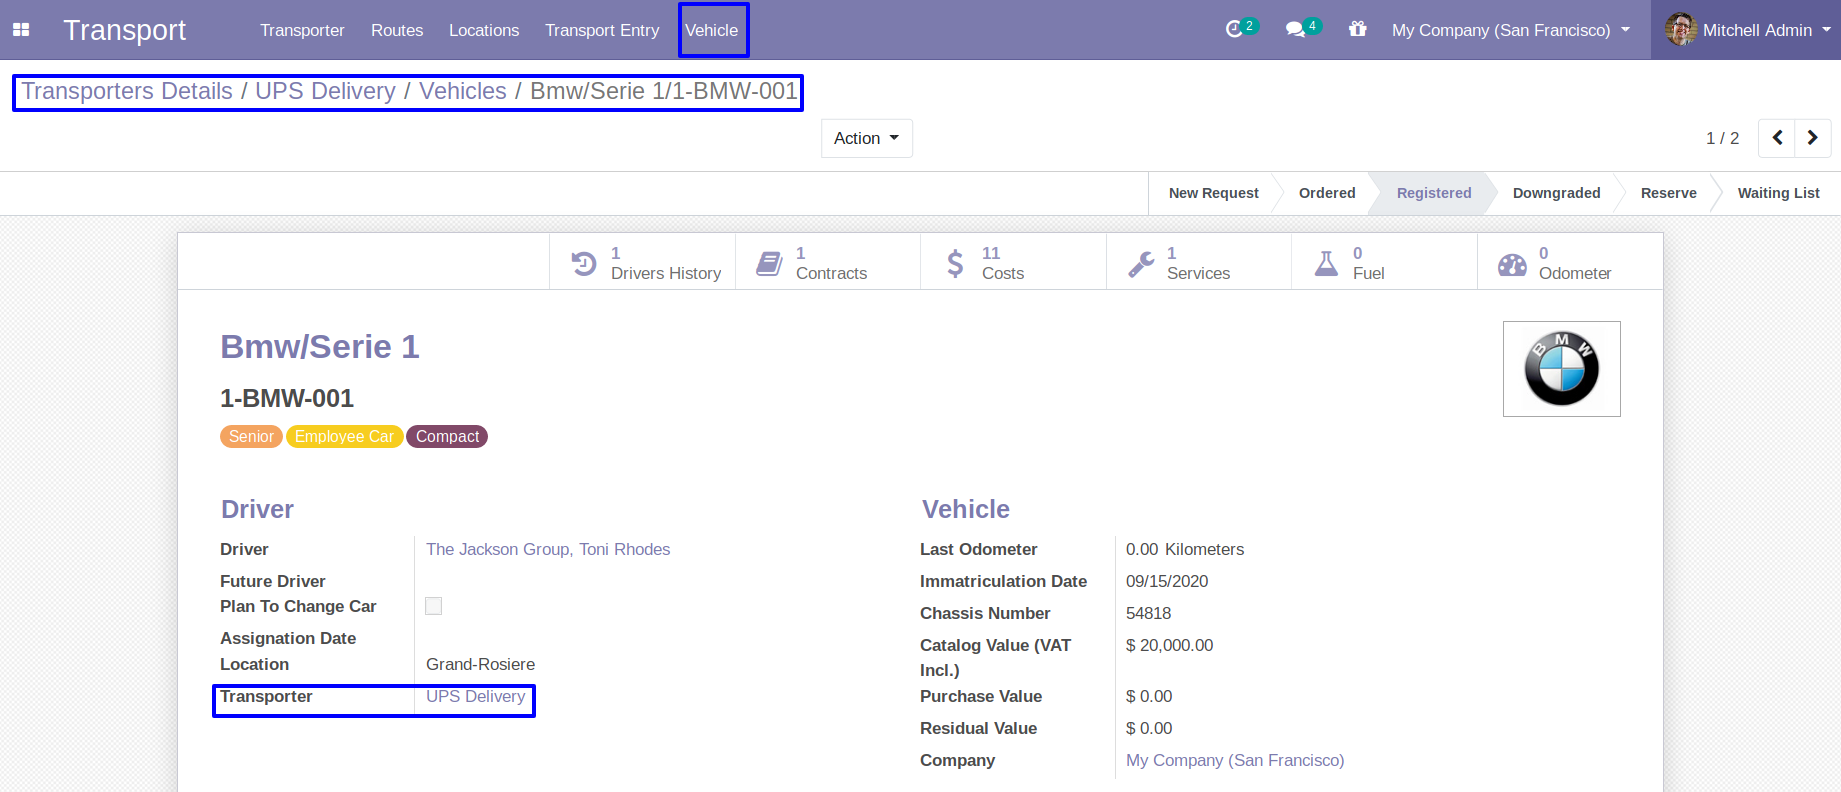 Transport Transporter Routes Locations Transport Entry Vehicle 2 4 My Company (San Francisco) Mitchell Admin
Transporters Details / UPS Delivery / Vehicles / Bmw/Serie 1/1-BMW-001
Action 1 / 2
New Request Ordered Registered Downgraded Reserve Waiting List
1 1 11 1 0 0
Drivers History Contracts Costs Services Fuel Odometer
Bmw/Serie 1
BMW
1-BMW-001
Senior Employee Car Compact
Driver Vehicle
Driver The Jackson Group, Toni Rhodes Last Odometer 0.00 Kilometers
Future Driver Immatriculation Date 09/15/2020
Plan To Change Car Chassis Number 54818
Assignation Date Catalog Value (VAT $ 20,000.00
Location Grand-Rosiere Incl.)
Transporter UPS Delivery Purchase Value $ 0.00
Residual Value $ 0.00
Company My Company (San Francisco)